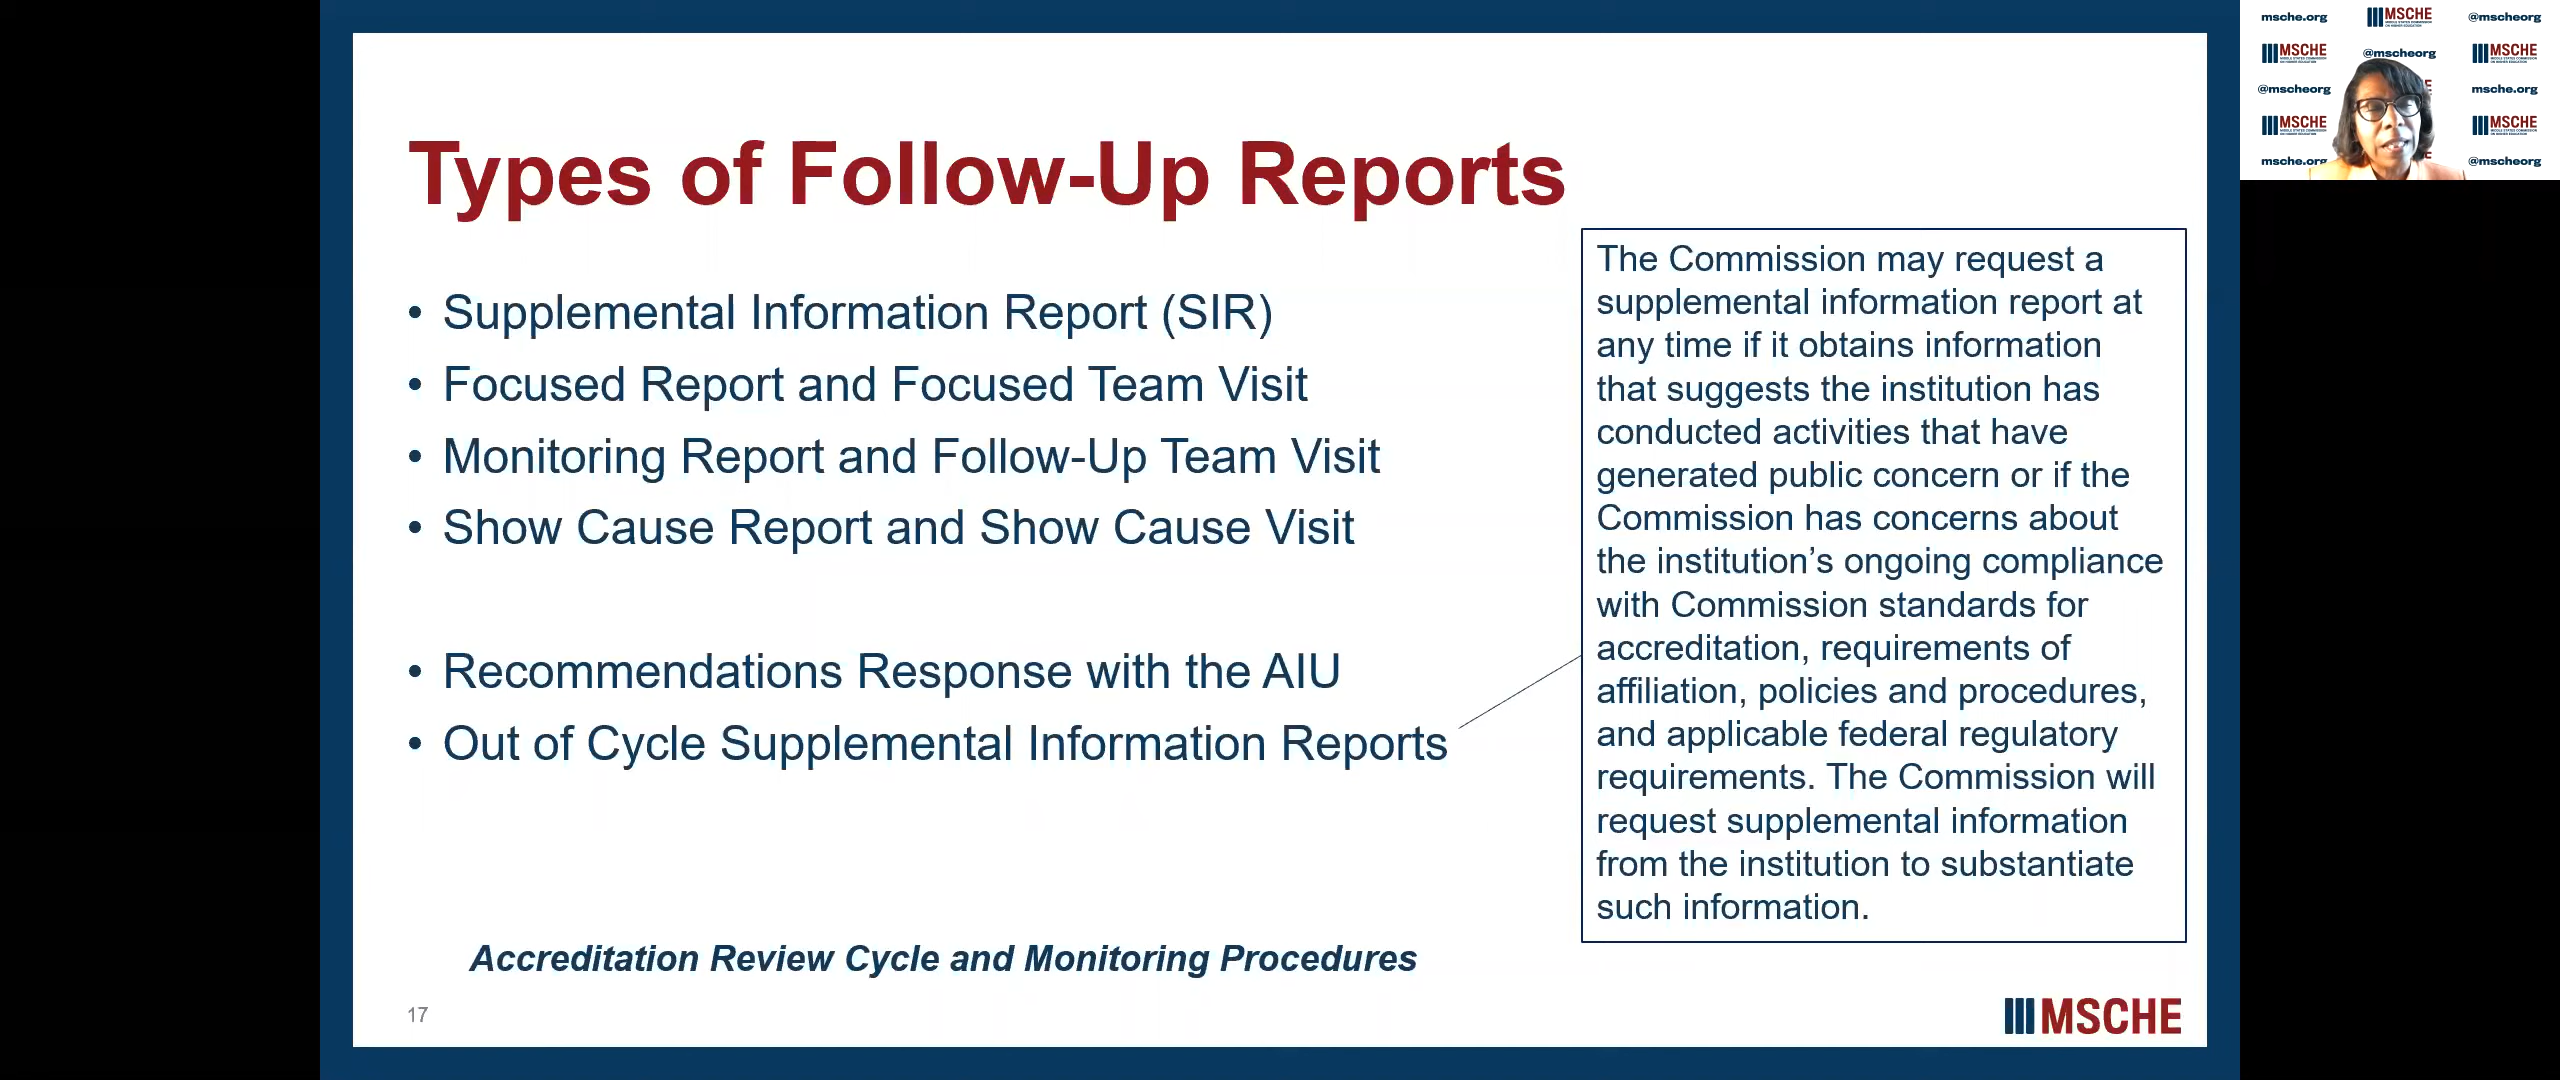 Types of Follow-Up Reports
• Supplemental Information Report (SIR)
• Focused Report and Focused Team Visit
• Monitoring Report and Follow-Up Team Visit
• Show Cause Report and Show Cause Visit
• Recommendations Response with the AIU
• Out of Cycle Supplemental Information Reports
The Commission may request a
supplemental information report at
any time if it obtains information
that suggests the institution has
conducted activities that have
generated public concern or if the
Commission has concerns about
the institution’s ongoing compliance
with Commission standards for
accreditation, requirements of
affiliation, policies and procedures,
and applicable federal regulatory
requirements. The Commission will
request supplemental information
from the institution to substantiate
such information.
Accreditation Review Cycle and Monitoring Procedures
17
MSCHE
msche.org MSCHE @mscheorg
MSCHE @mscheorg MSCHE
@mscheorg msche.org
MSCHE MSCHE
msche.org @mscheorg